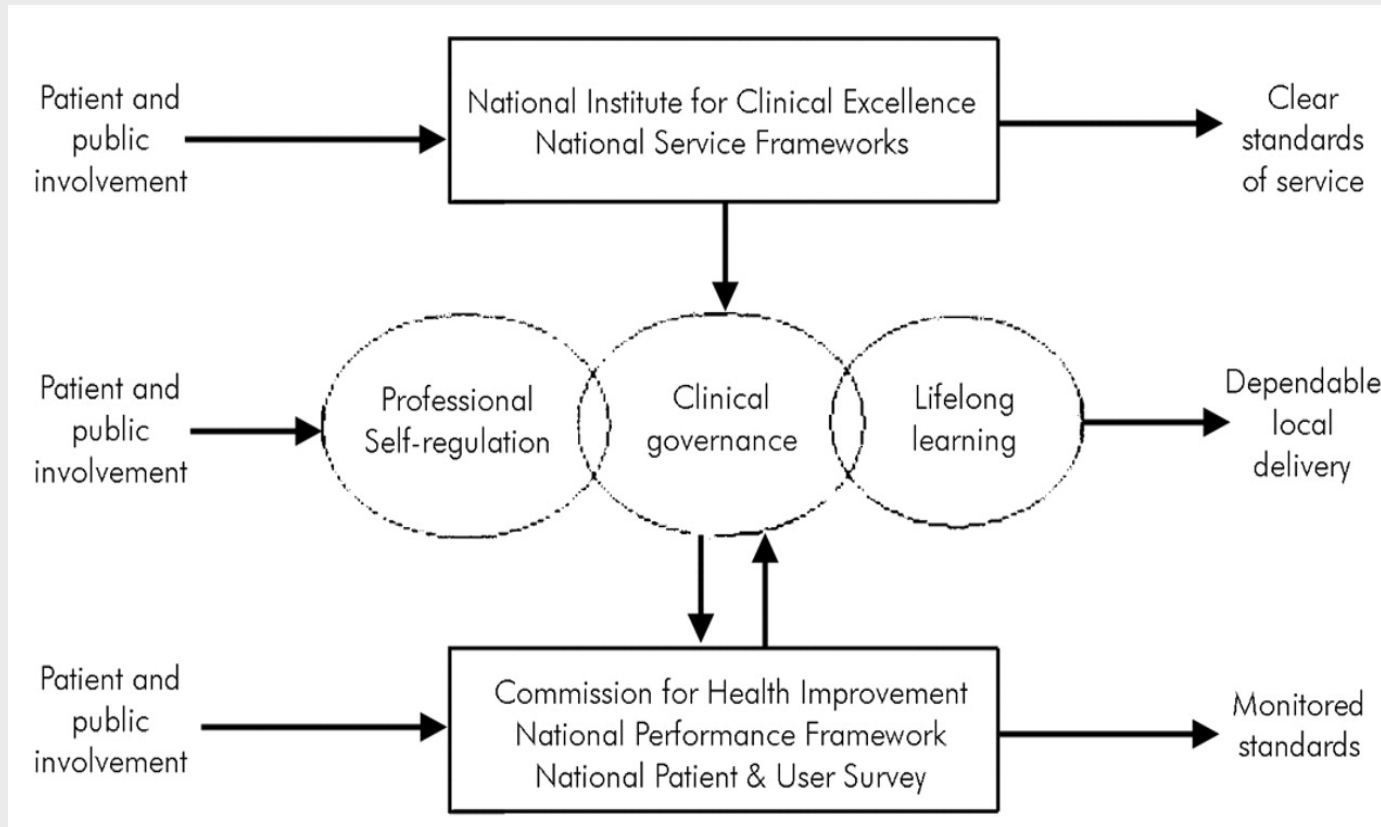 Patient and
public
involvement
National Institute for Clinical Excellence
National Service Frameworks
Clear
standards
of service
Patient and
public
involvement
Professional
Self-regulation
Clinical
governance
Lifelong
learning
Dependable
local
delivery
Patient and
public
involvement
Commission for Health Improvement
National Performance Framework
National Patient & User Survey
Monitored
standards